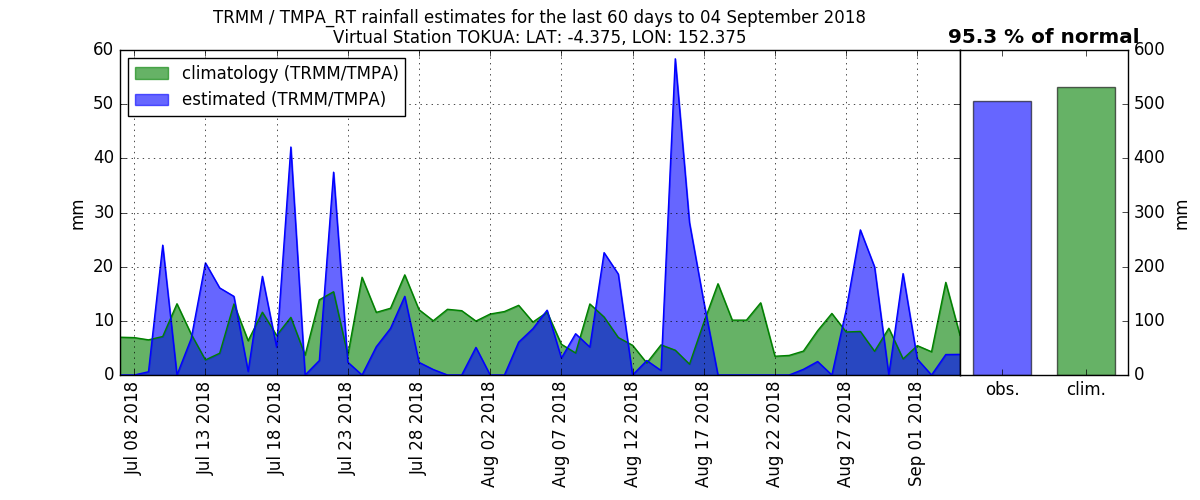 TRMM / TMPA_RT rainfall estimates for the last 60 days to 04 September 2018
Virtual Station TOKUA: LAT: -4.375, LON: 152.375
95.3 % of normal
climatology (TRMM/TMPA)
estimated (TRMM/TMPA)
mm
60
50
40
30
20
10
0
Jul 08 2018
Jul 13 2018
Jul 18 2018
Jul 23 2018
Jul 28 2018
Aug 02 2018
Aug 07 2018
Aug 12 2018
Aug 17 2018
Aug 22 2018
Aug 27 2018
Sep 01 2018
obs.
clim.
600
500
400
300
200
100
0
mm